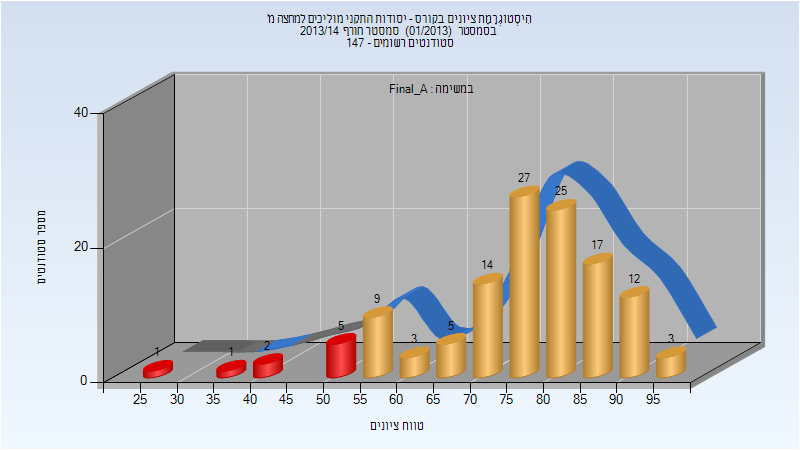 היסטוגרמת ציונים בקורס - יסודות התקני מוליכים למחצה מ'
בסמסטר (01/2013) סמסטר חורף 2013/14
סטודנטים רשומים - 147
במשימה : Final_A
מספר סטודנטים
40
20
0
1
1
2
5
9
3
5
14
27
25
17
12
3
25 30 35 40 45 50 55 60 65 70 75 80 85 90 95
טווח ציונים